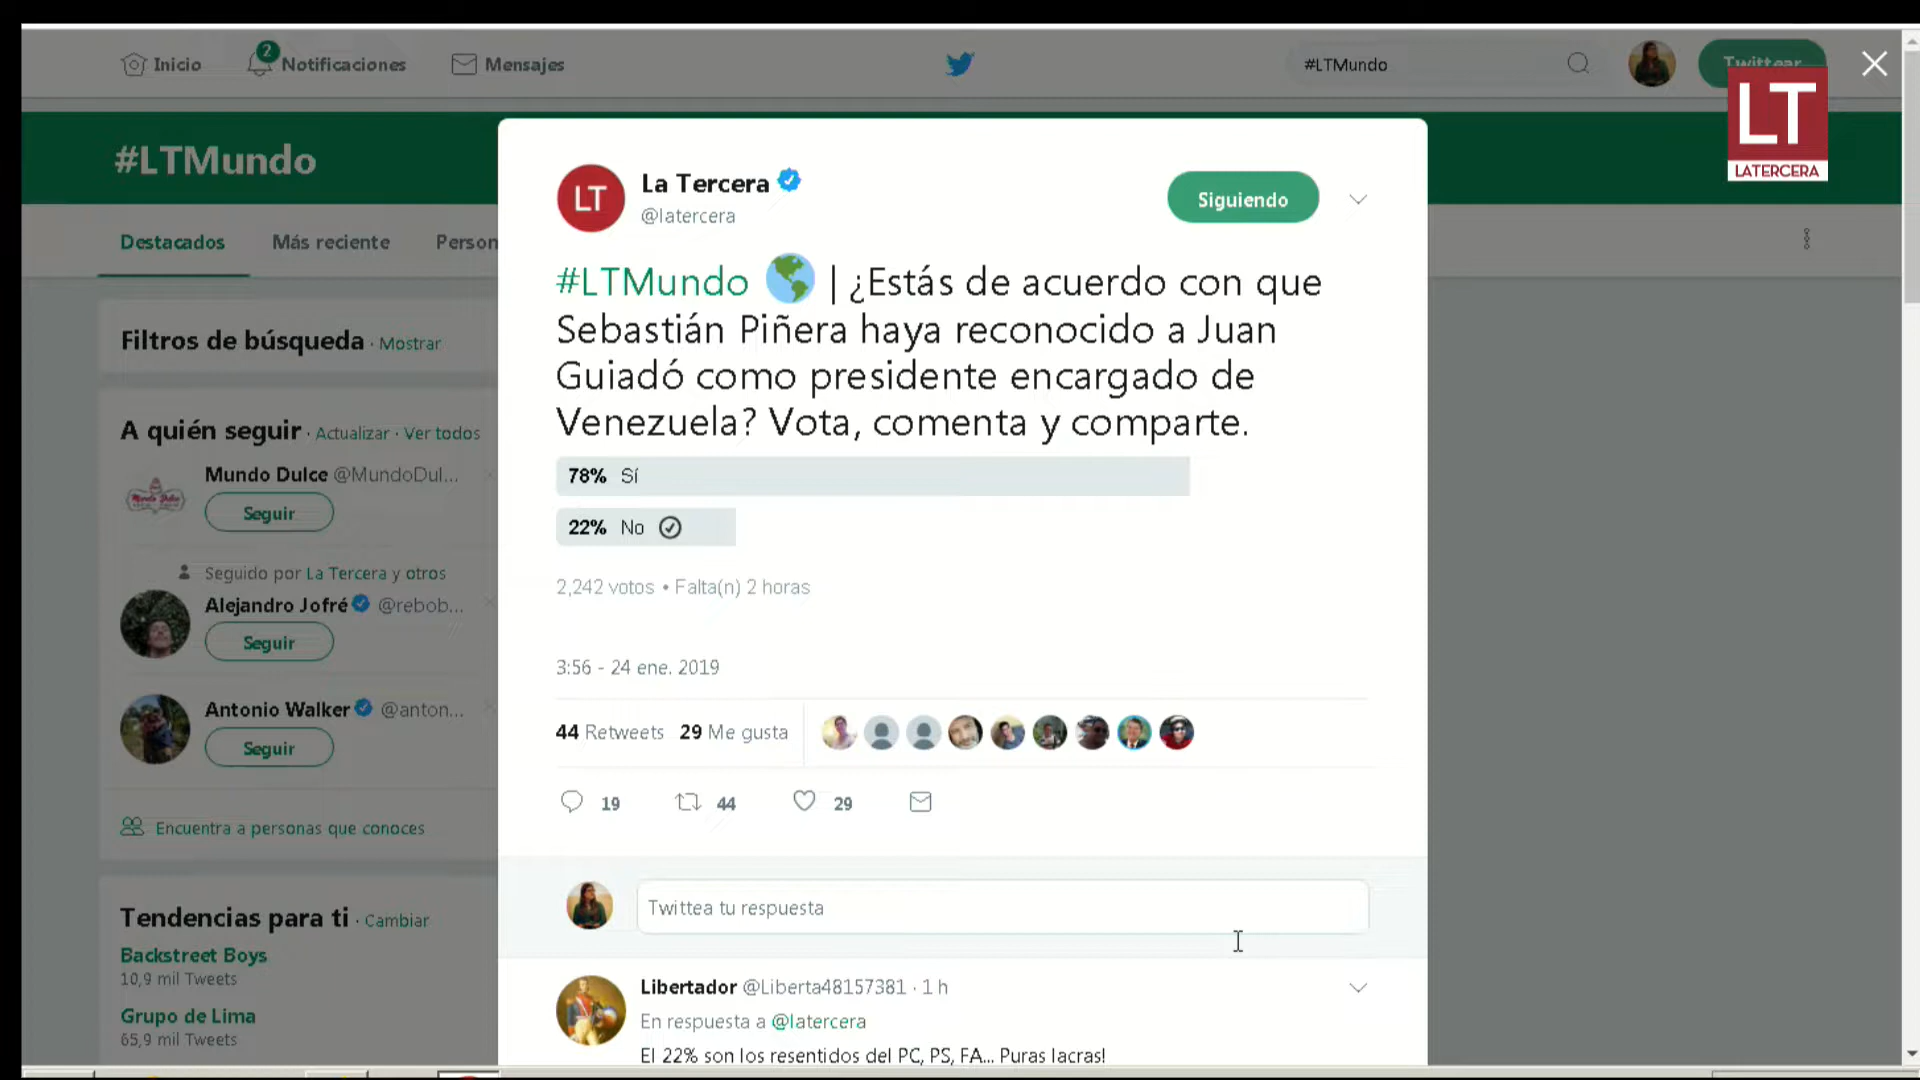 Inicio
2
Notificaciones
Mensajes
#LTMundo
LT
LATERCERA
#LTMundo
Destacados
Más reciente
Filtros de búsqueda · Mostrar
A quién seguir · Actualizar · Ver todos
Mundo Dulce @MundoDul...
Seguir
Seguido por La Tercera y otros
Alejandro Jofré @rebob...
Seguir
Antonio Walker @anton...
Seguir
Encuentra a personas que conoces
Tendencias para ti · Cambiar
Backstreet Boys
10,9 mil Tweets
Grupo de Lima
65,9 mil Tweets
LT
La Tercera
@latercera
Siguiendo
#LTMundo | ¿Estás de acuerdo con que
Sebastián Piñera haya reconocido a Juan
Guiadó como presidente encargado de
Venezuela? Vota, comenta y comparte.
78% Sí
22% No
2,242 votos • Falta(n) 2 horas
3:56 - 24 ene. 2019
44 Retweets 29 Me gusta
19 44 29
Twittea tu respuesta
Libertador @Liberta48157381 · 1 h
En respuesta a @latercera
El 22% son los resentidos del PC, PS, FA... Puras lacras!